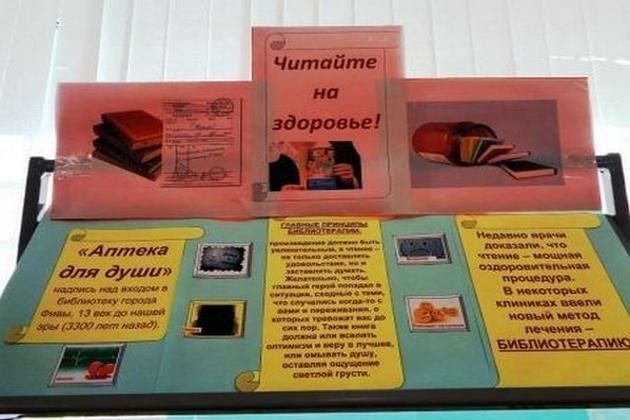 Читайте
на
здоровье!
«Аптека
для души»
надпись над входом в
библиотеку города
Фивы, 13 век до нашей
эры (3300 лет назад).
ГЛАВНЫЕ ПРИНЦИПЫ
БИБЛИОТЕРАПИИ:
произведение должно быть
увлекательным, а чтение –
не только доставлять
удовольствие, но и
заставлять думать.
Желательно, чтобы
главный герой попадал в
ситуации, сходные с теми,
что случались когда-то с
вами и переживания, о
которых тревожат вас до
сих пор. Также книга
должна или вселять
оптимизм и веру в лучшее,
или омывать душу,
оставляя ощущение
светлой грусти.
Недавно врачи
доказали, что
чтение – мощная
оздоровительная
процедура.
В некоторых
клиниках ввели
новый метод
лечения –
БИБЛИОТЕРАПИЮ